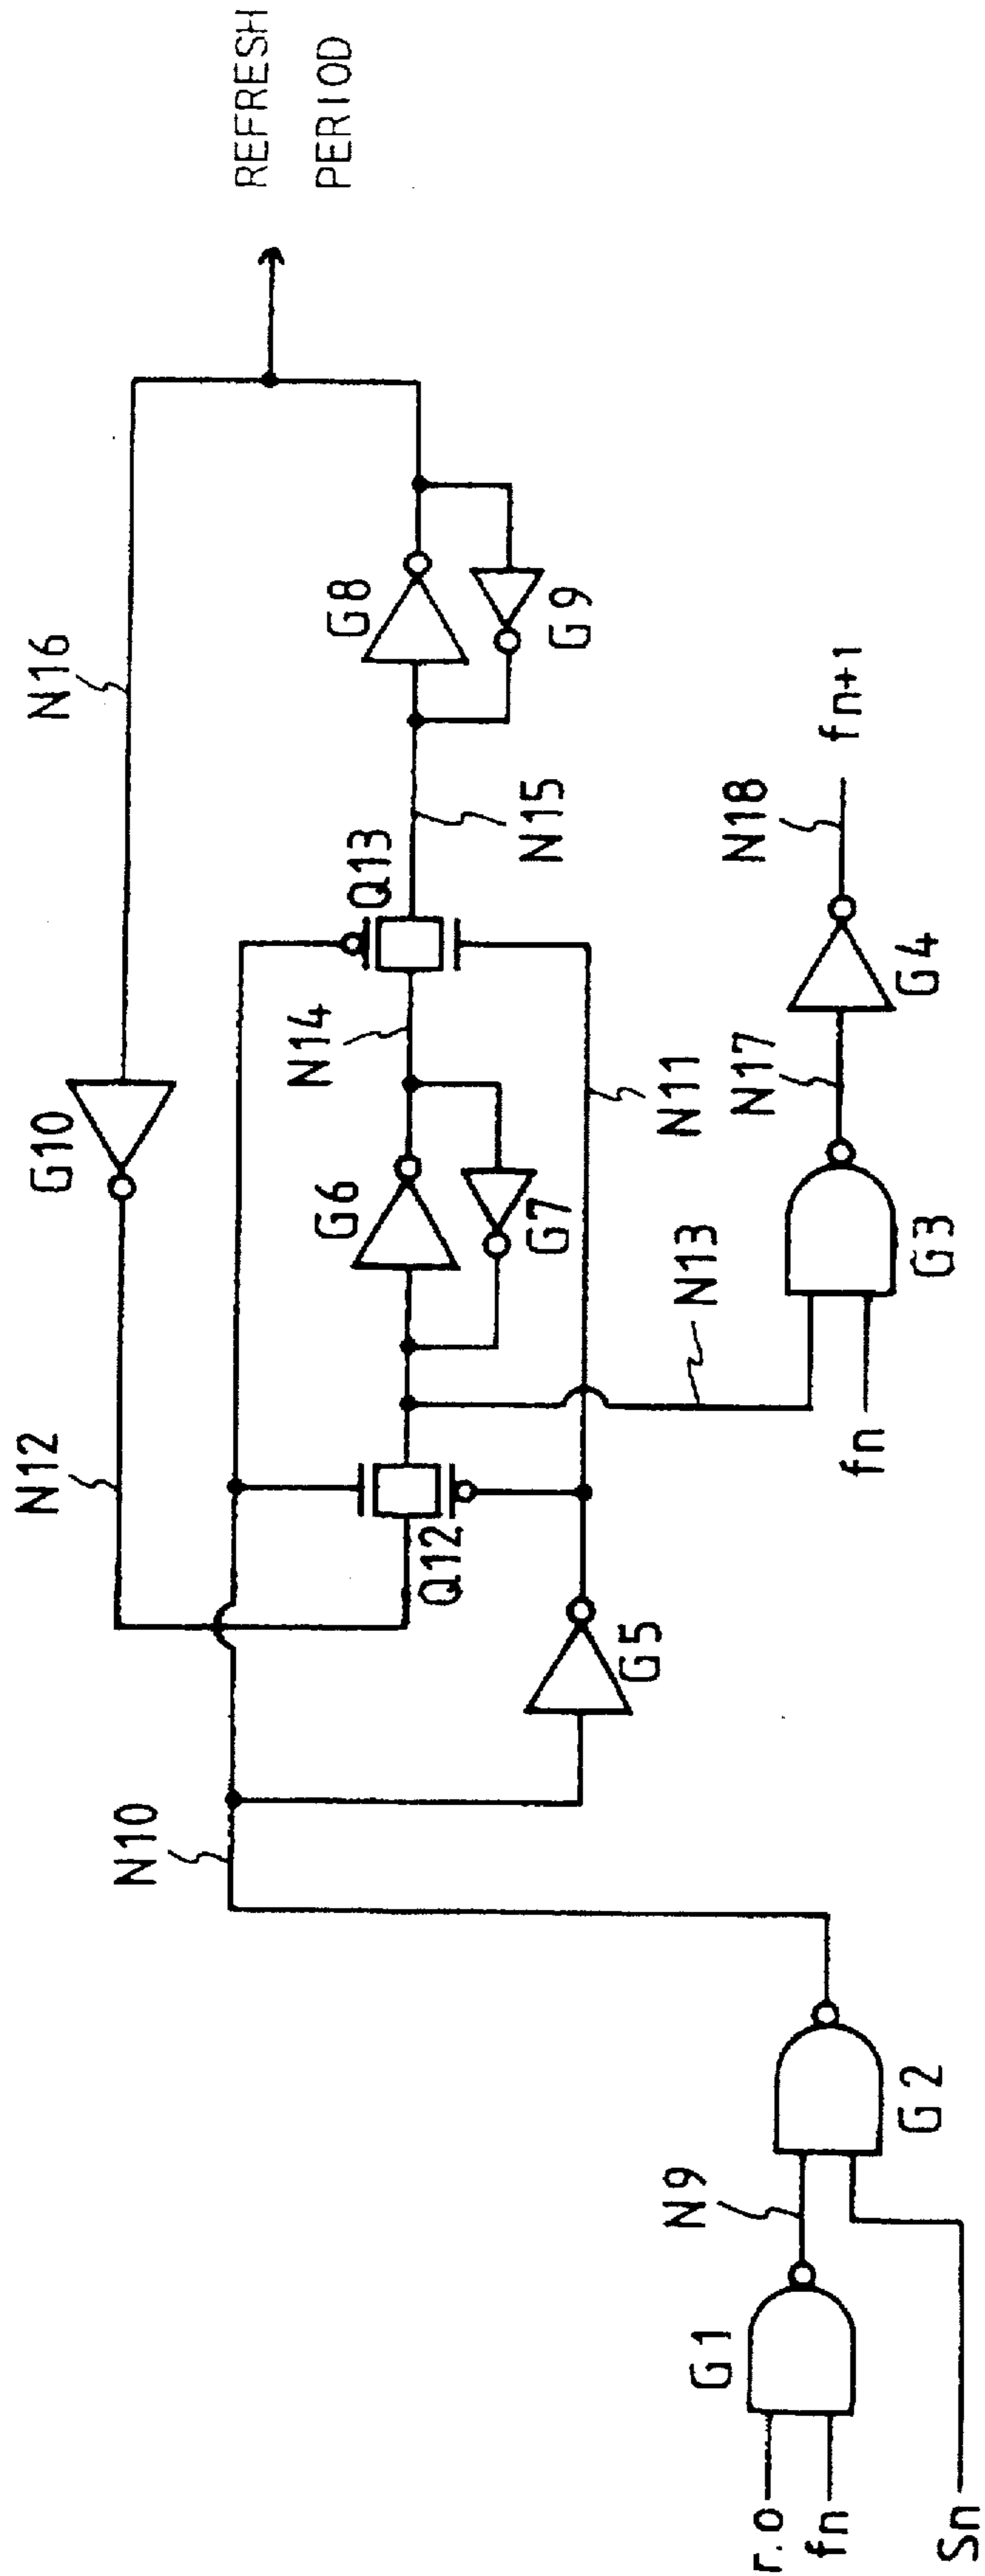 REFRESH
PERIOD
N16
N12
G10
N10
Q12
G6
G7
N14
Q13
G8
G9
N15
G5
N11
N13
N17
N18
fn
G3
G4
fn+1
G1
N9
G2
r.o
fn
Sn